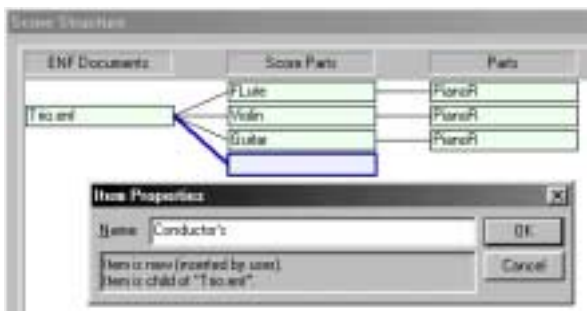 Score Structure
ENF Documents Score Parts Parts
FLute PianoR
Trio.enf Violin PianoR
Guitar PianoR
Item Properties
Name Conductor's OK
Item is new (inserted by user).
Item is child of "Trio.enf". Cancel